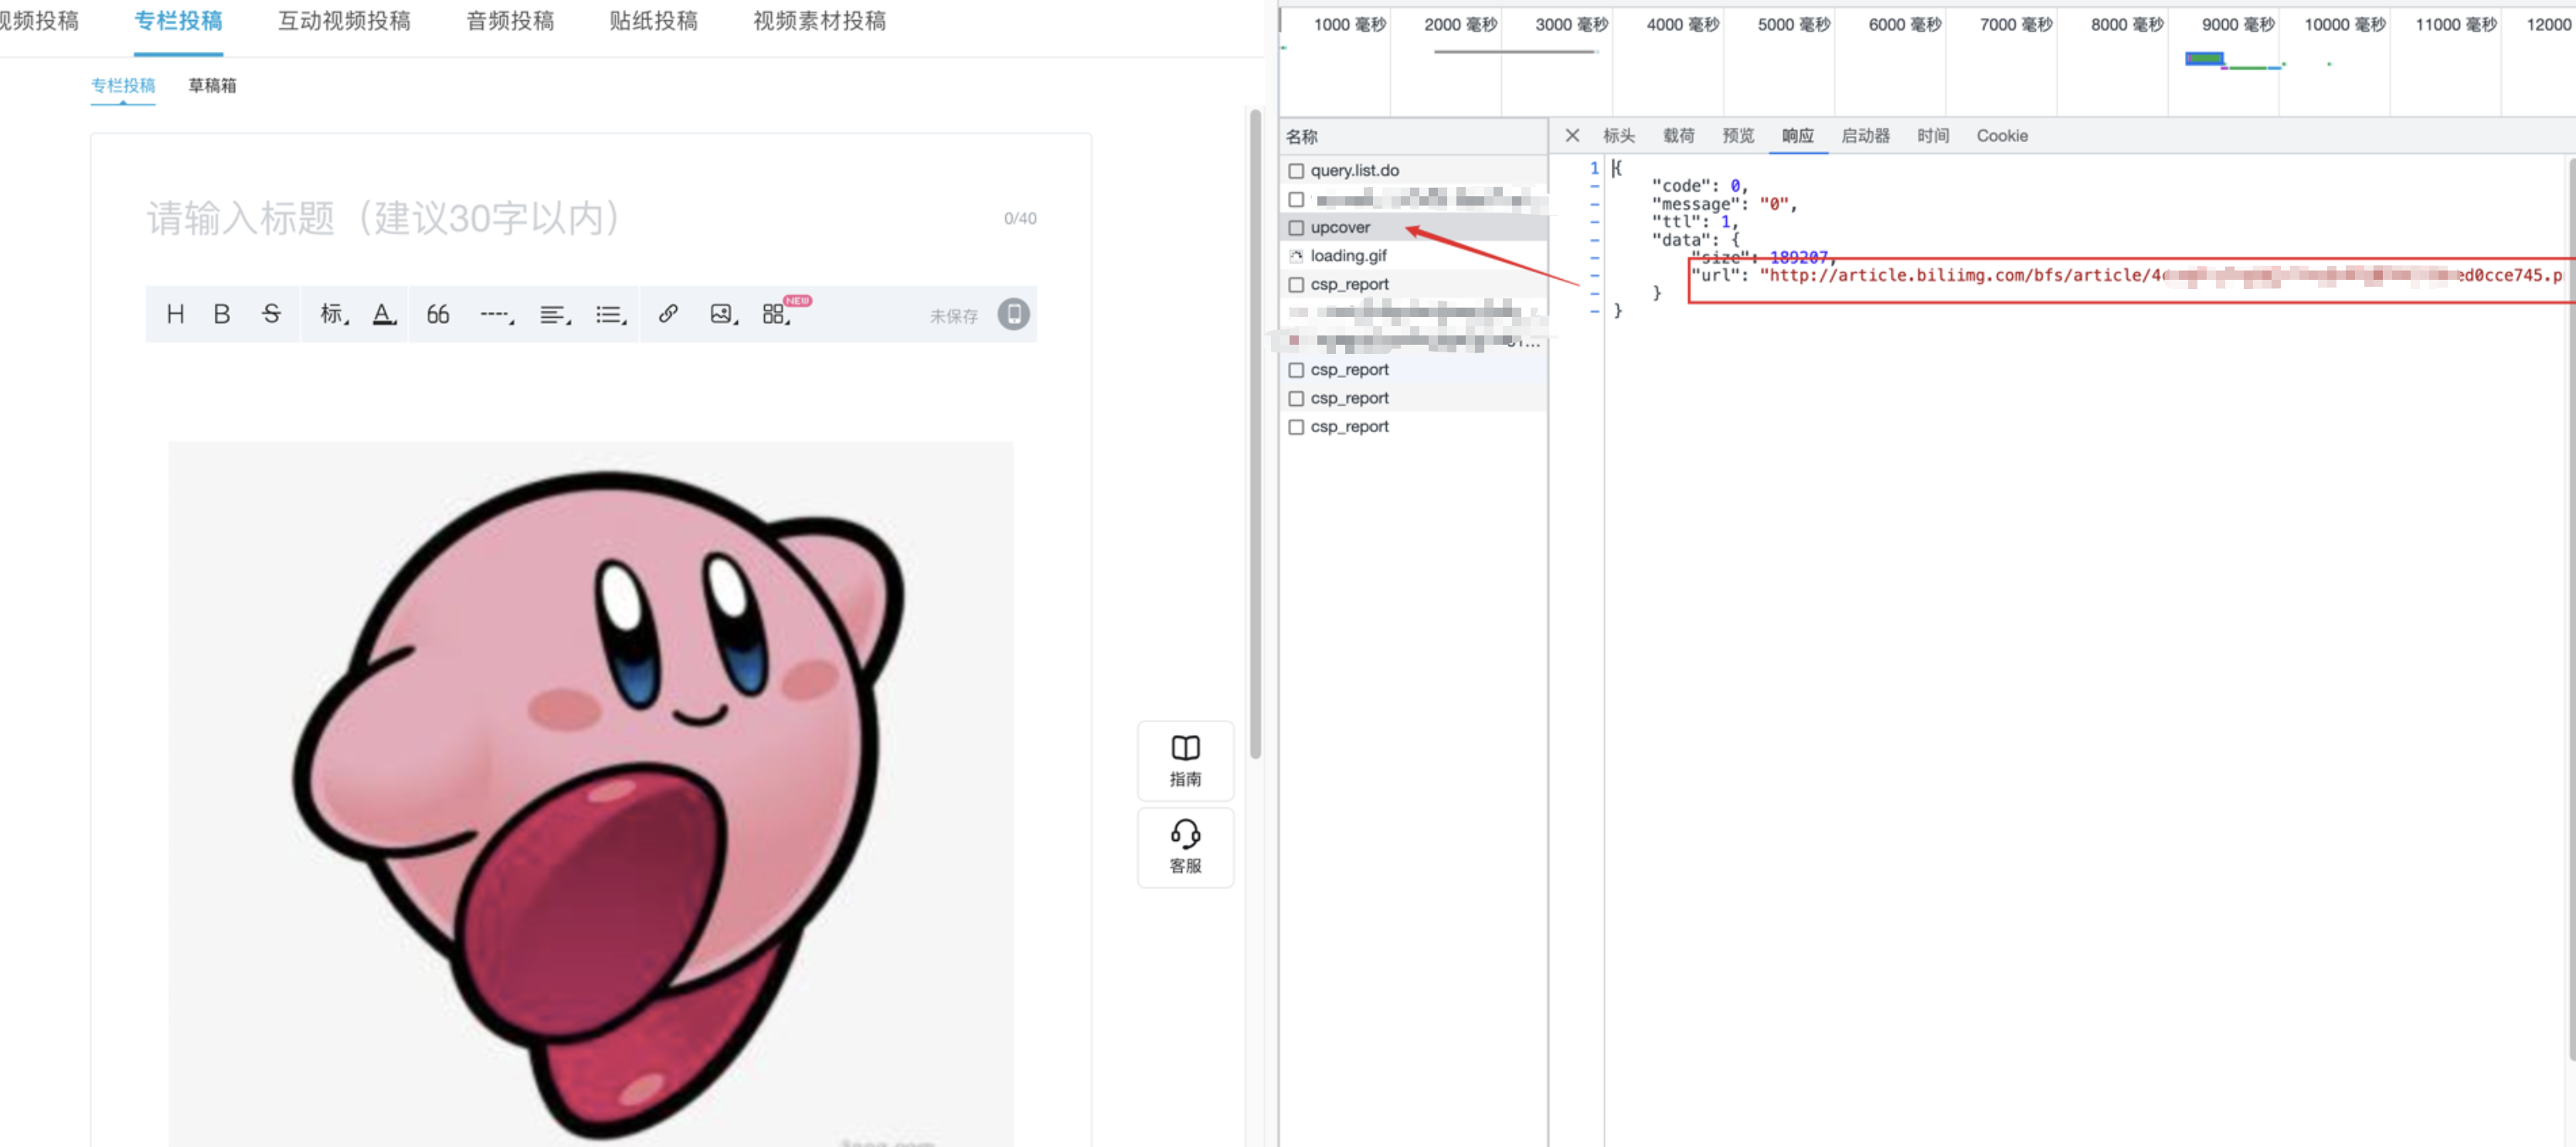 视频投稿 专栏投稿 互动视频投稿 音频投稿 贴纸投稿 视频素材投稿
专栏投稿 草稿箱
请输入标题（建议30字以内） 0/40
H B S 标 A 66 NEW 未保存
指南
客服
1000 毫秒 2000 毫秒 3000 毫秒 4000 毫秒 5000 毫秒 6000 毫秒 7000 毫秒 8000 毫秒 9000 毫秒 10000 毫秒 11000 毫秒 12000
名称
query.list.do
upcover
loading.gif
csp_report
csp_report
csp_report
csp_report
标头 载荷 预览 响应 启动器 时间 Cookie
1 {
"code": 0,
"message": "0",
"ttl": 1,
"data": {
"size": 189207,
"url": "http://article.biliimg.com/bfs/article/4 ed0cce745.p
}
}